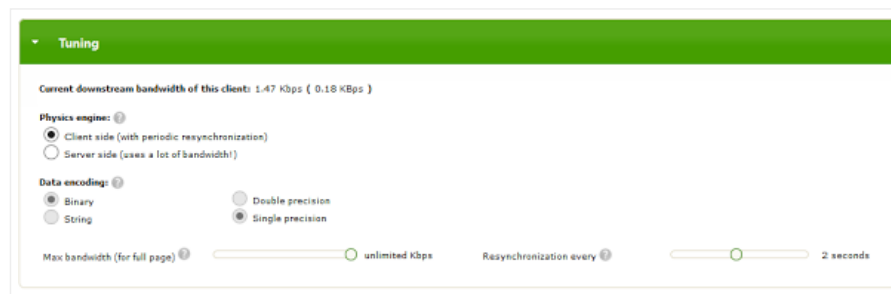 Tuning
Current downstream bandwidth of this client: 1.47 Kbps ( 0.18 KBps )
Physics engine: ?
Client side (with periodic resynchronization)
Server side (uses a lot of bandwidth!)
Data encoding: ?
Binary Double precision
String Single precision
Max bandwidth (for full page) ? unlimited Kbps Resynchronization every ? 2 seconds